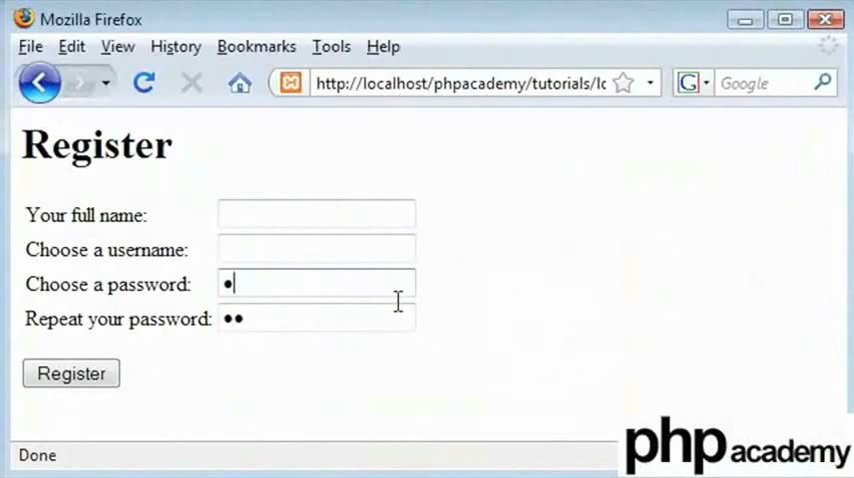 Mozilla Firefox
File Edit View History Bookmarks Tools Help
http://localhost/phpacademy/tutorials/lo G Google
Register
Your full name:
Choose a username:
Choose a password: ●
Repeat your password: ●●
Register
Done
php academy